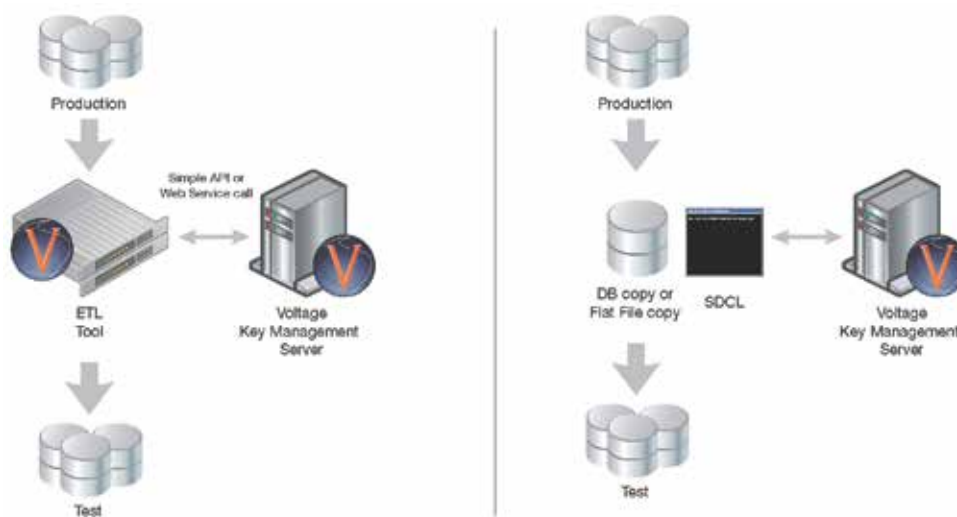 Production
Simple API or
Web Service call
ETL
Tool
Voltage
Key Management
Server
Test
Production
DB copy or
Flat File copy
SDCL
Voltage
Key Management
Server
Test